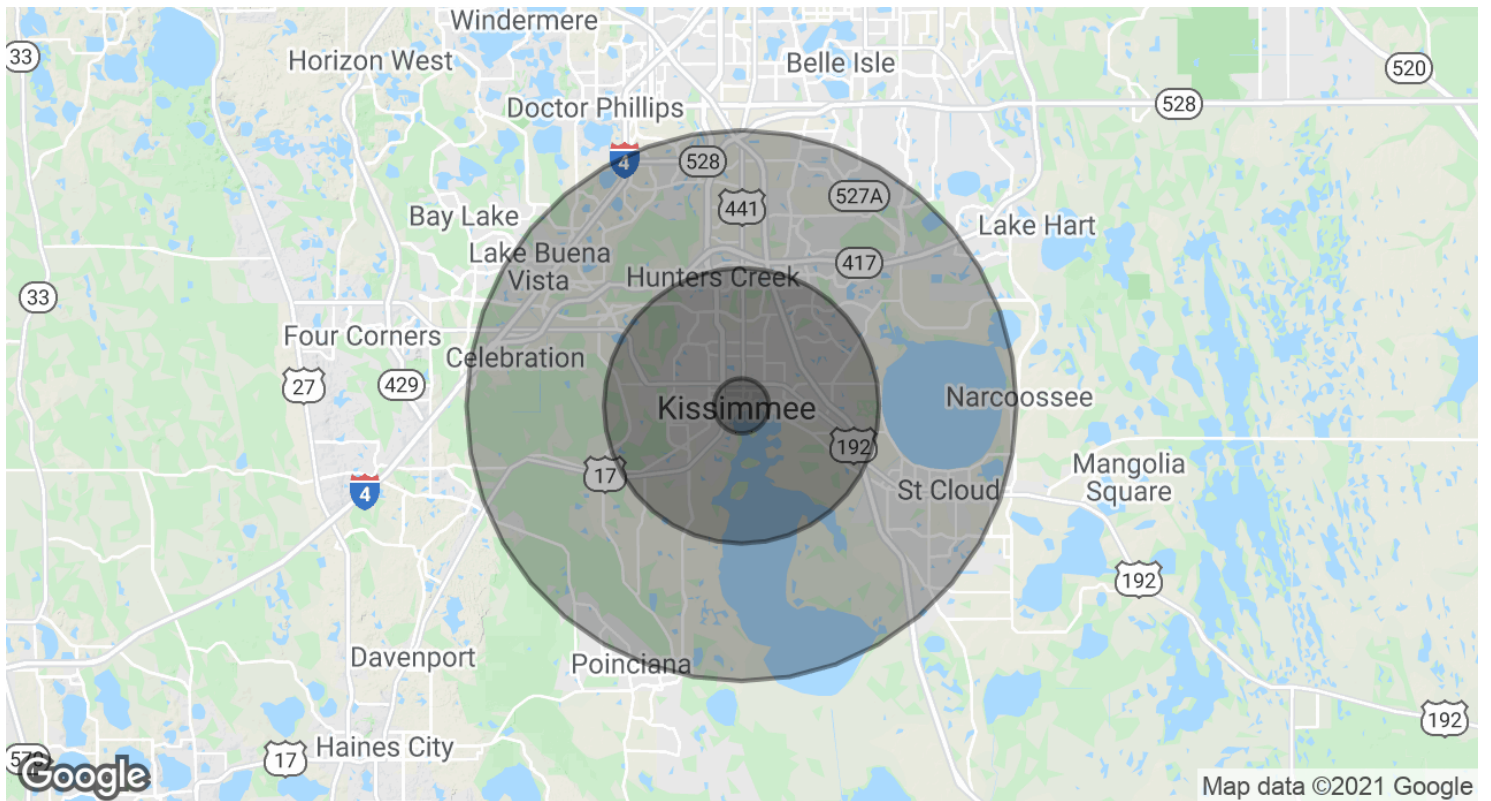 Windermere
33
Horizon West
Belle Isle
520
Doctor Phillips
528
4
528
527A
441
Bay Lake
Lake Hart
Lake Buena
Vista
417
Hunters Creek
33
Four Corners
Celebration
27
429
Narcoossee
Kissimmee
192
Mangolia
Square
17
4
St Cloud
192
Davenport
Poinciana
192
Haines City
17
Google
Map data ©2021 Google